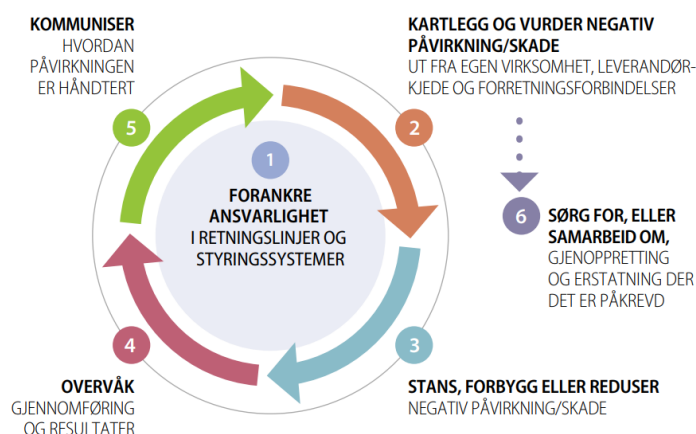 1
FORANKRE
ANSVARLIGHET
I RETNINGSLINJER OG
STYRINGSSYSTEMER
2
KARTLEGG OG VURDER NEGATIV
PÅVIRKNING/SKADE
UT FRA EGEN VIRKSOMHET, LEVERANDØR-
KJEDE OG FORRETNINGSFORBINDELSER
3
STANS, FORBYGG ELLER REDUSER
NEGATIV PÅVIRKNING/SKADE
4
OVERVÅK
GJENNOMFØRING
OG RESULTATER
5
KOMMUNISER
HVORDAN
PÅVIRKNINGEN
ER HÅNDTERT
6
SØRG FOR, ELLER
SAMARBEID OM,
GJENOPPRETTING
OG ERSTATNING DER
DET ER PÅKREVD